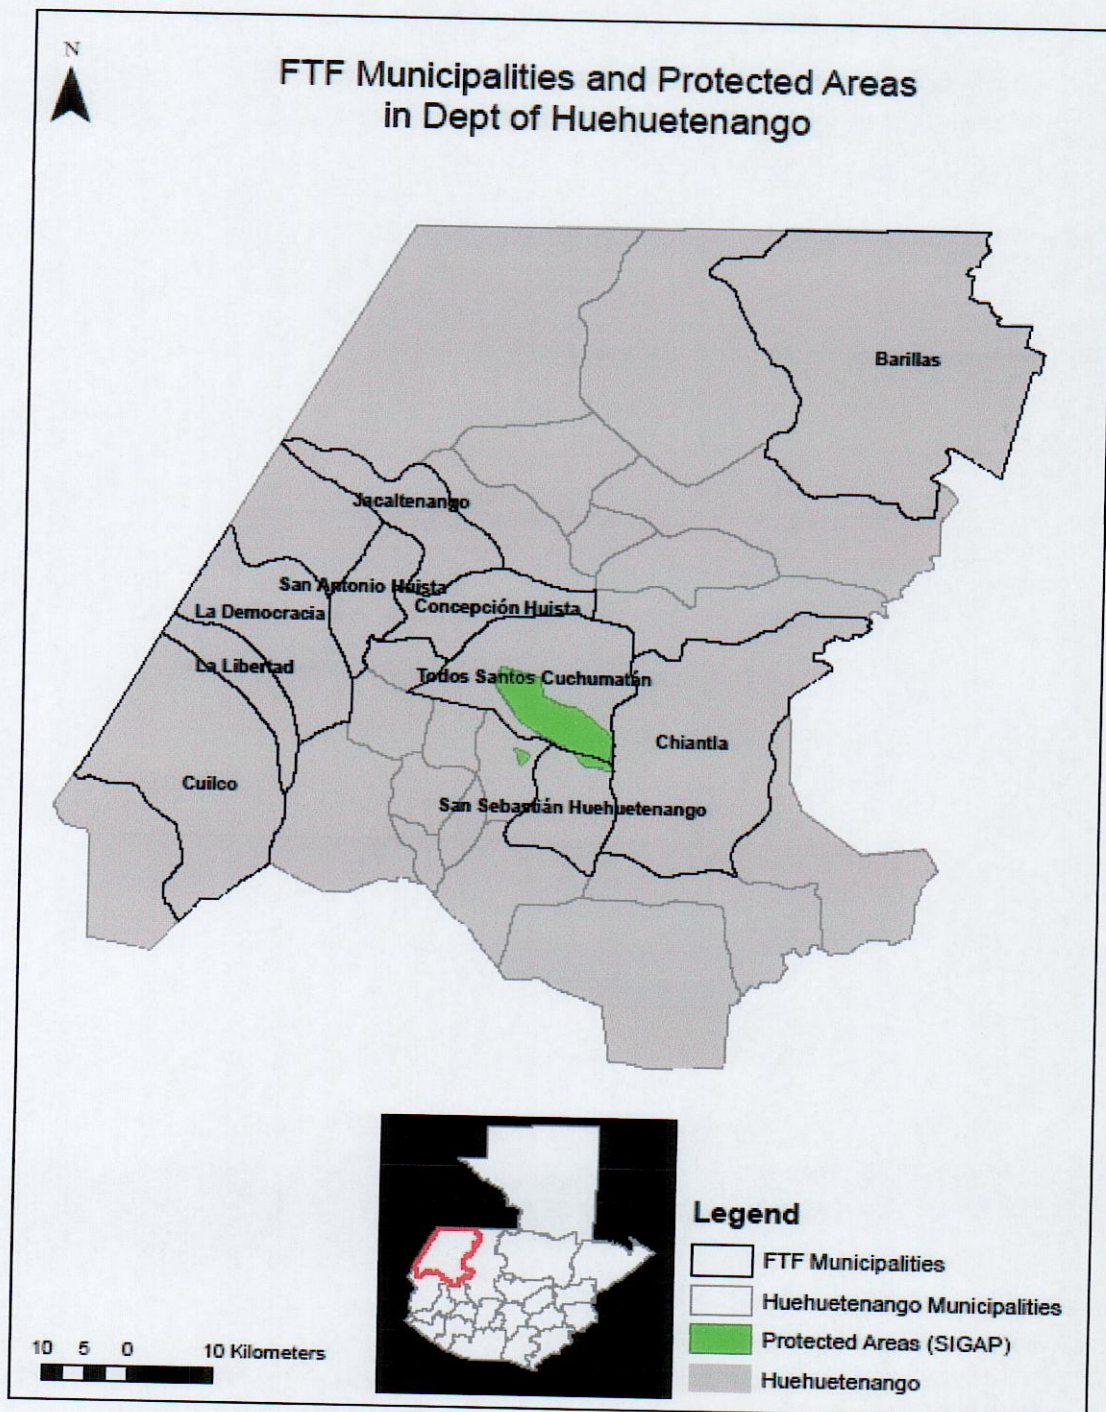 N
FTF Municipalities and Protected Areas
in Dept of Huehuetenango
Barillas
Jacaltenango
San Antonio Huista
Concepción Huista
La Democracia
La Libertad
Todos Santos Cuchumatán
Chiantla
Cuilco
San Sebastián Huehuetenango
Legend
FTF Municipalities
Huehuetenango Municipalities
Protected Areas (SIGAP)
Huehuetenango
10 5 0 10 Kilometers